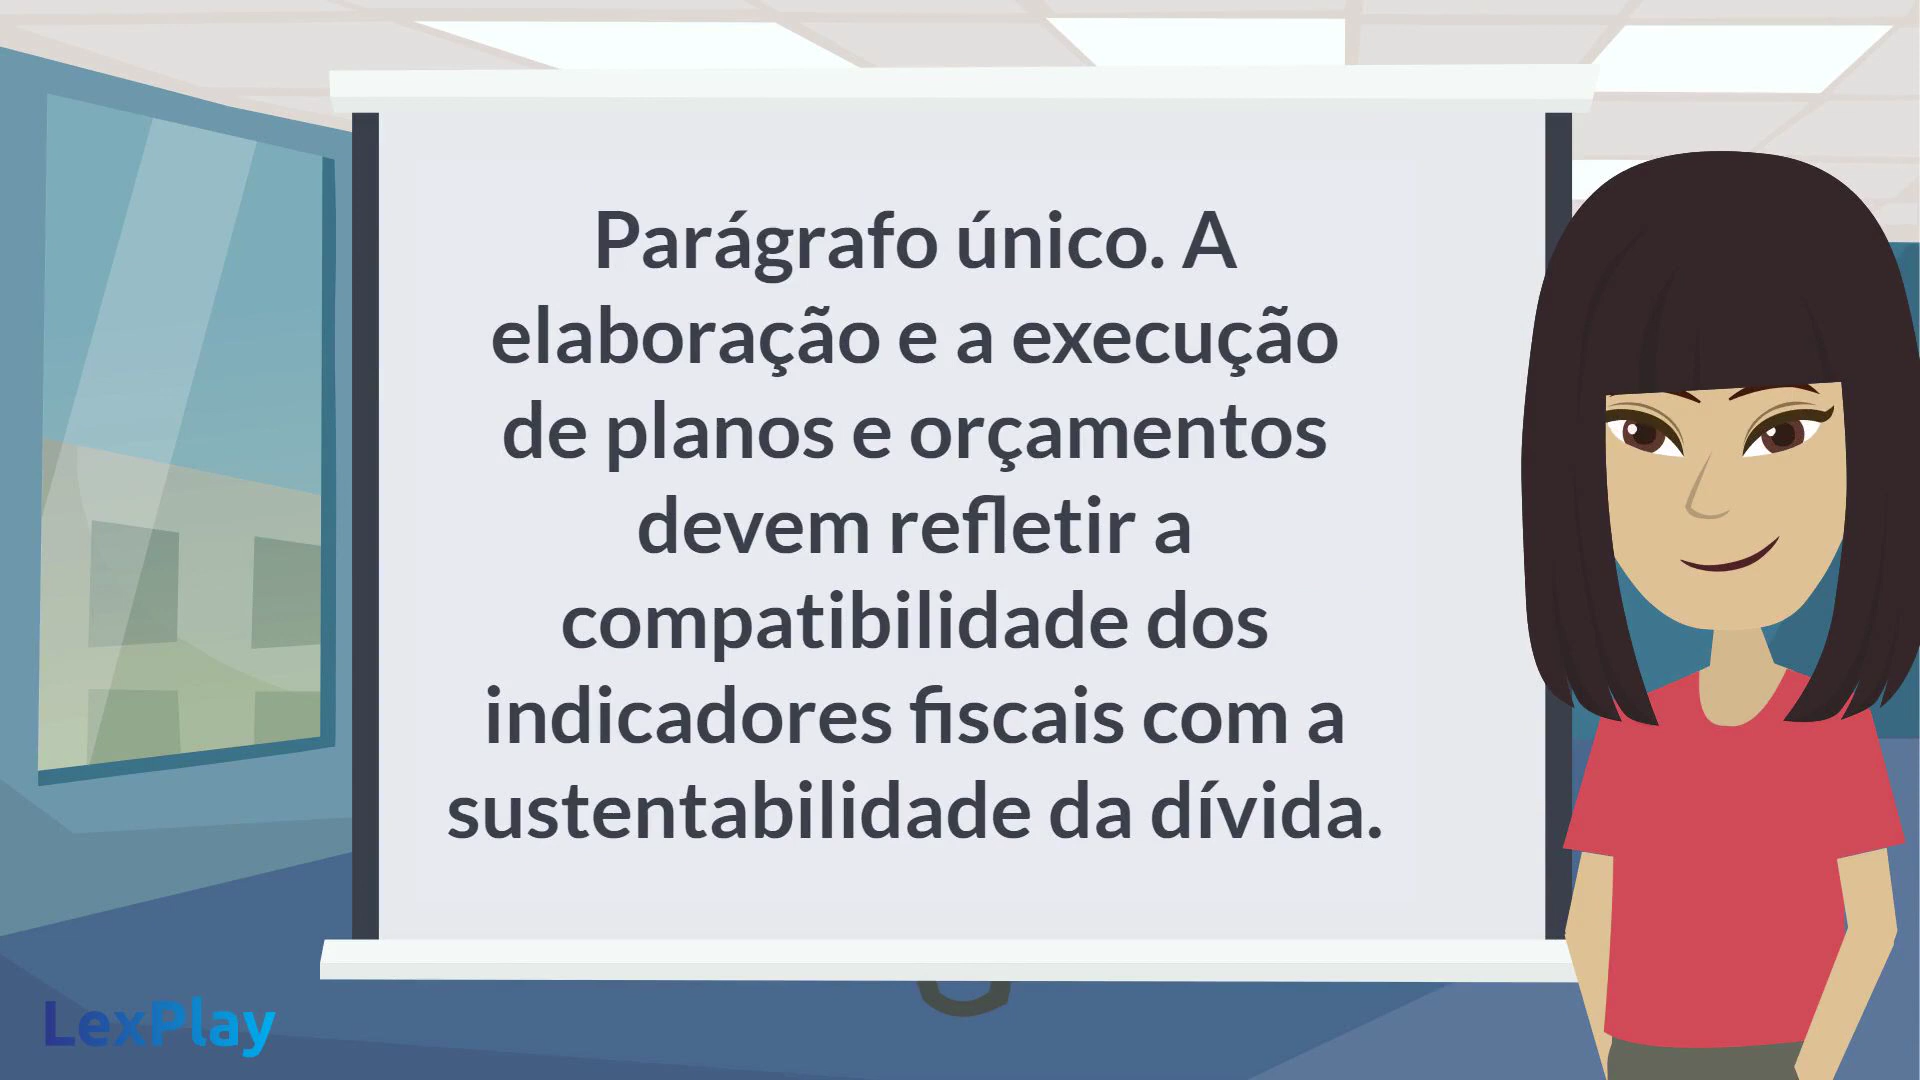 Parágrafo único. A
elaboração e a execução
de planos e orçamentos
devem refletir a
compatibilidade dos
indicadores fiscais com a
sustentabilidade da dívida.
LexPlay